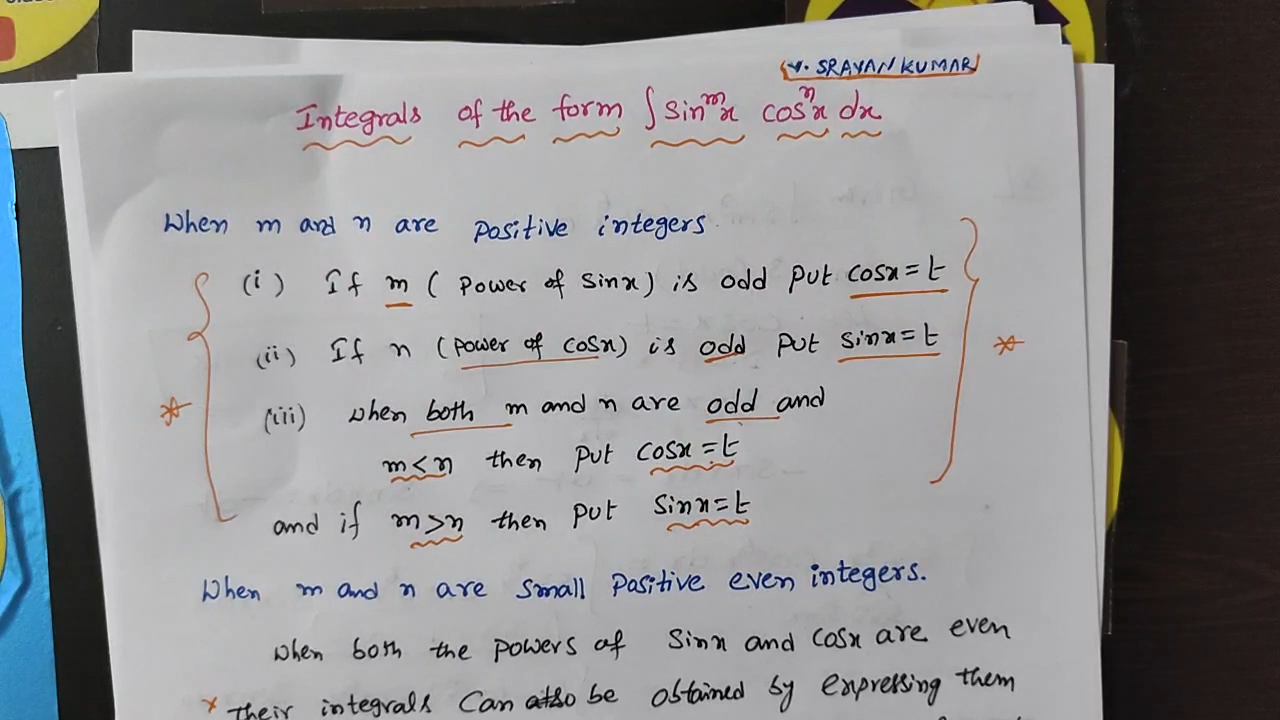 V. SRAVAN KUMAR
Integrals of the form ∫ Sin^m x cos^n x dx
When m and n are positive integers.
(i) If m ( power of sinx) is odd put cosx=t
(ii) If n (power of cosx) is odd put sinx=t
(iii) when both m and n are odd and
m<n then put cosx=t
and if m>n then put sinx=t
When m and n are small positive even integers.
when both the powers of sinx and cosx are even
* Their integrals can also be obtained by expressing them